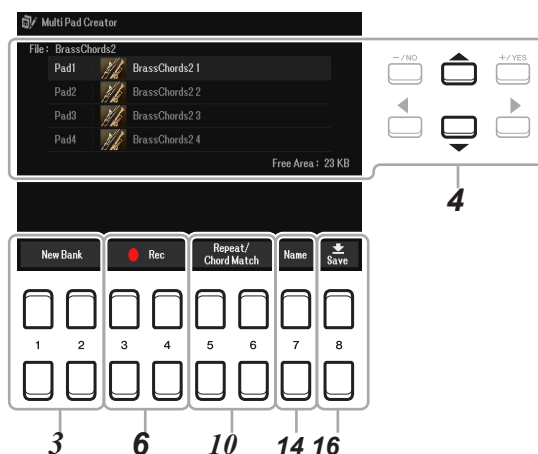 Multi Pad Creator
File: BrassChords2
Pad1 BrassChords2 1
Pad2 BrassChords2 2
Pad3 BrassChords2 3
Pad4 BrassChords2 4
Free Area: 23 KB
-/NO +/YES
4
New Bank Rec Repeat/ Chord Match Name Save
1 2 3 4 5 6 7 8
3 6 10 14 16